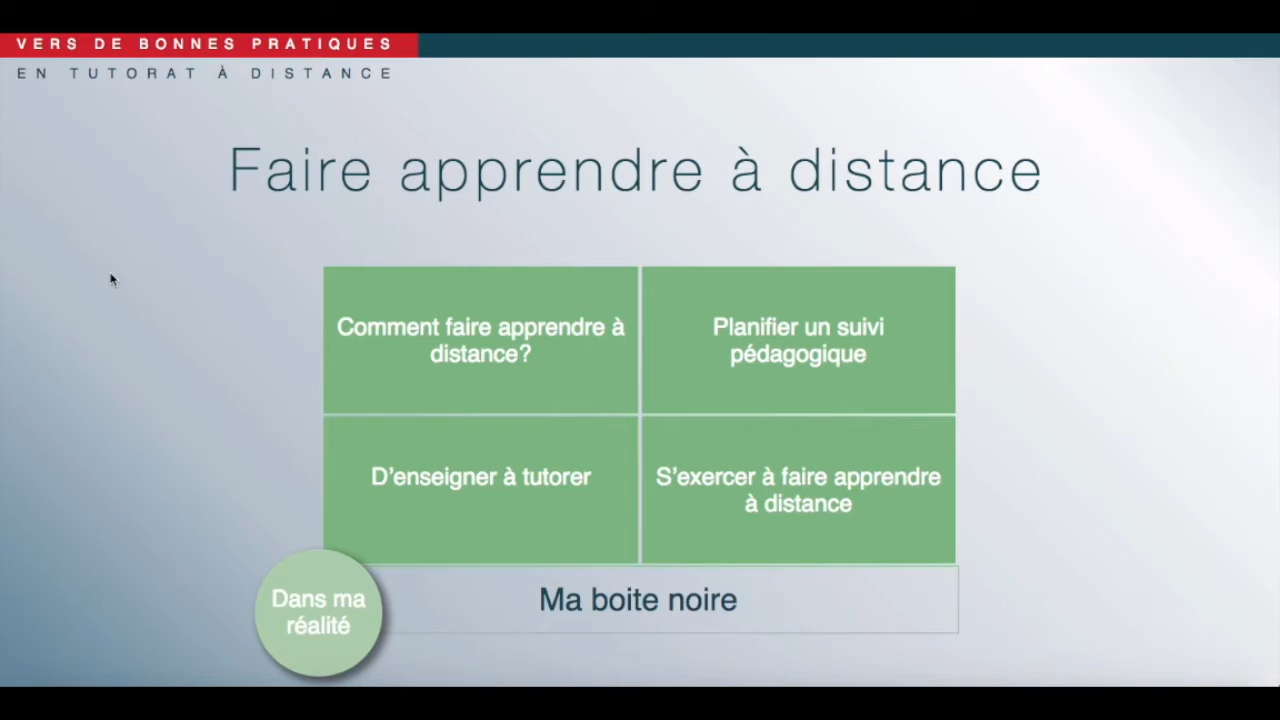 VERS DE BONNES PRATIQUES
EN TUTORAT À DISTANCE
Faire apprendre à distance
Comment faire apprendre à
distance?
Planifier un suivi
pédagogique
D'enseigner à tutorer
S'exercer à faire apprendre
à distance
Dans ma
réalité
Ma boite noire